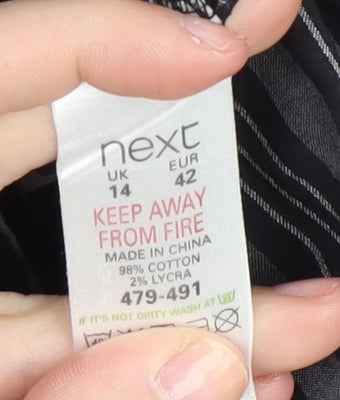 next
UK EUR
14 42
KEEP AWAY
FROM FIRE
MADE IN CHINA
98% COTTON
2% LYCRA
479-491
IF IT'S NOT DIRTY WASH AT